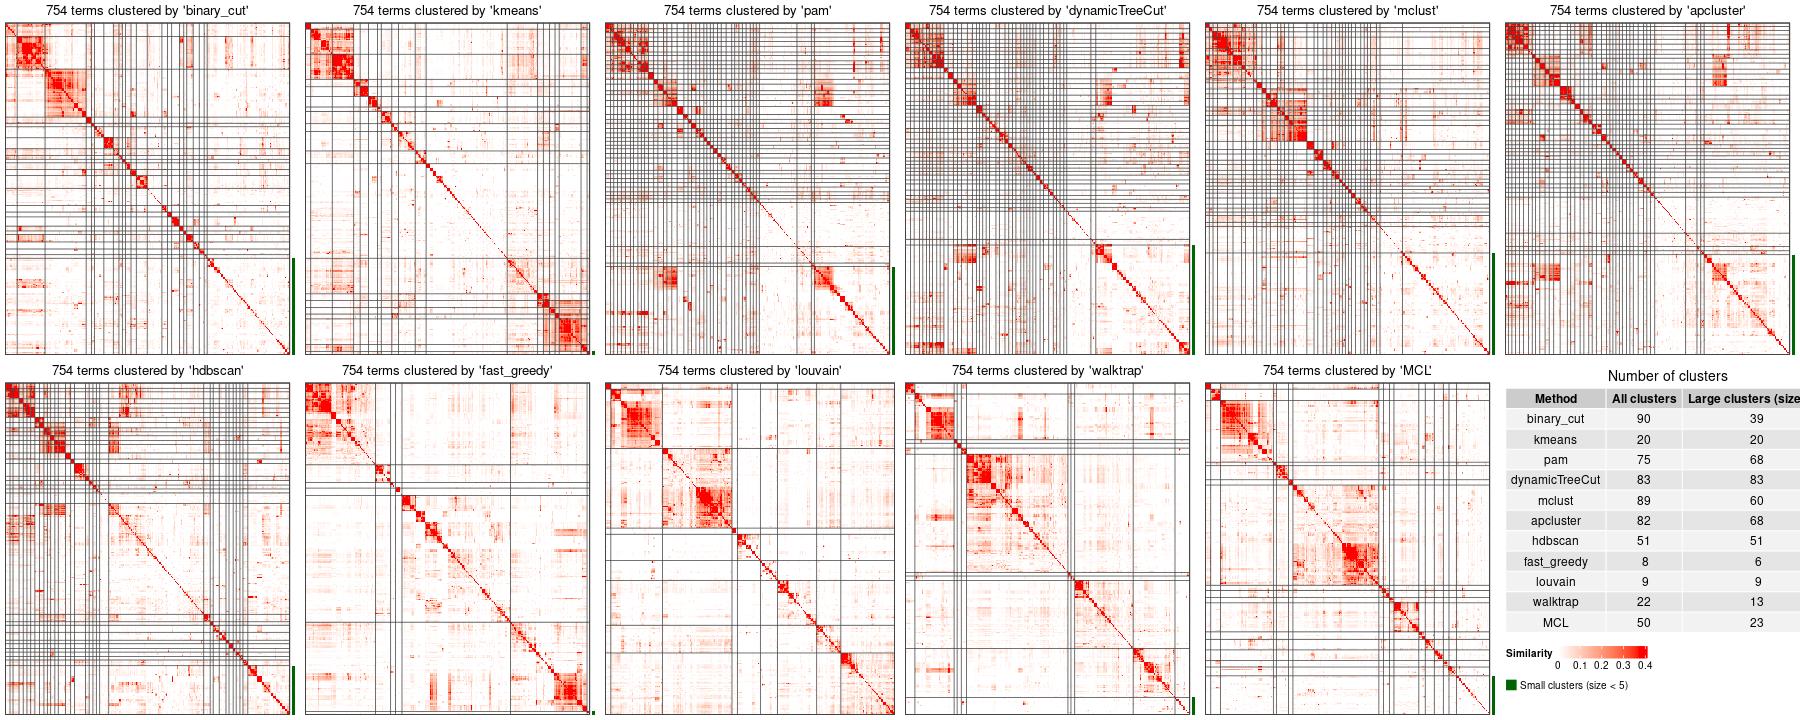 754 terms clustered by 'binary_cut'
754 terms clustered by 'kmeans'
754 terms clustered by 'pam'
754 terms clustered by 'dynamicTreeCut'
754 terms clustered by 'mclust'
754 terms clustered by 'apcluster'
754 terms clustered by 'hdbscan'
754 terms clustered by 'fast_greedy'
754 terms clustered by 'louvain'
754 terms clustered by 'walktrap'
754 terms clustered by 'MCL'
Number of clusters
Method All clusters Large clusters (size
binary_cut 90 39
kmeans 20 20
pam 75 68
dynamicTreeCut 83 83
mclust 89 60
apcluster 82 68
hdbscan 51 51
fast_greedy 8 6
louvain 9 9
walktrap 22 13
MCL 50 23
Similarity
0 0.1 0.2 0.3 0.4
Small clusters (size < 5)